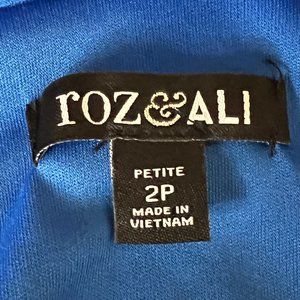 roz&ALI
PETITE
2P
MADE IN
VIETNAM